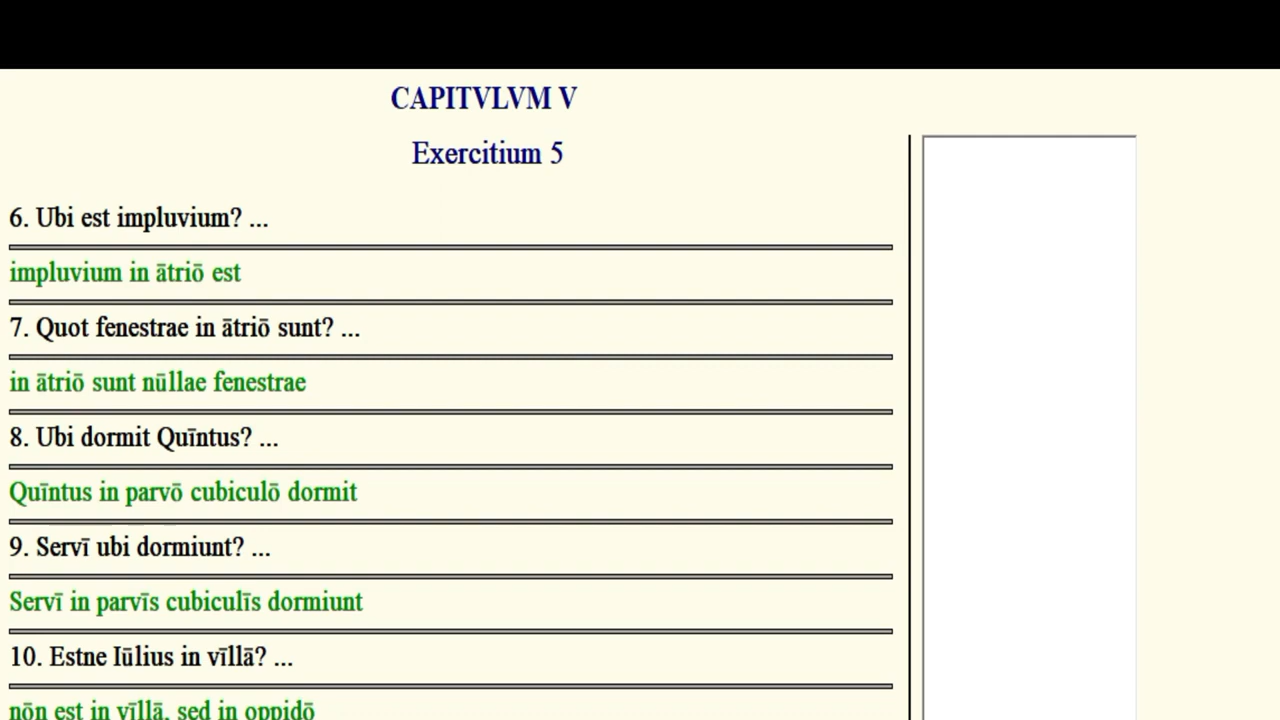 CAPITVLVM V
Exercitium 5
6. Ubi est impluvium? ...
impluvium in ātriō est
7. Quot fenestrae in ātriō sunt? ...
in ātriō sunt nūllae fenestrae
8. Ubi dormit Quīntus? ...
Quīntus in parvō cubiculō dormit
9. Servī ubi dormiunt? ...
Servī in parvīs cubiculīs dormiunt
10. Estne Iūlius in vīllā? ...
nōn est in vīllā, sed in oppidō